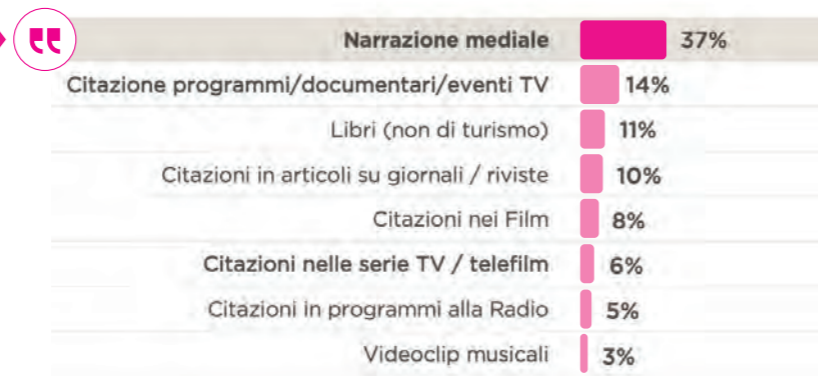 Narrazione mediale 37%
Citazione programmi/documentari/eventi TV 14%
Libri (non di turismo) 11%
Citazioni in articoli su giornali / riviste 10%
Citazioni nei Film 8%
Citazioni nelle serie TV / telefilm 6%
Citazioni in programmi alla Radio 5%
Videoclip musicali 3%